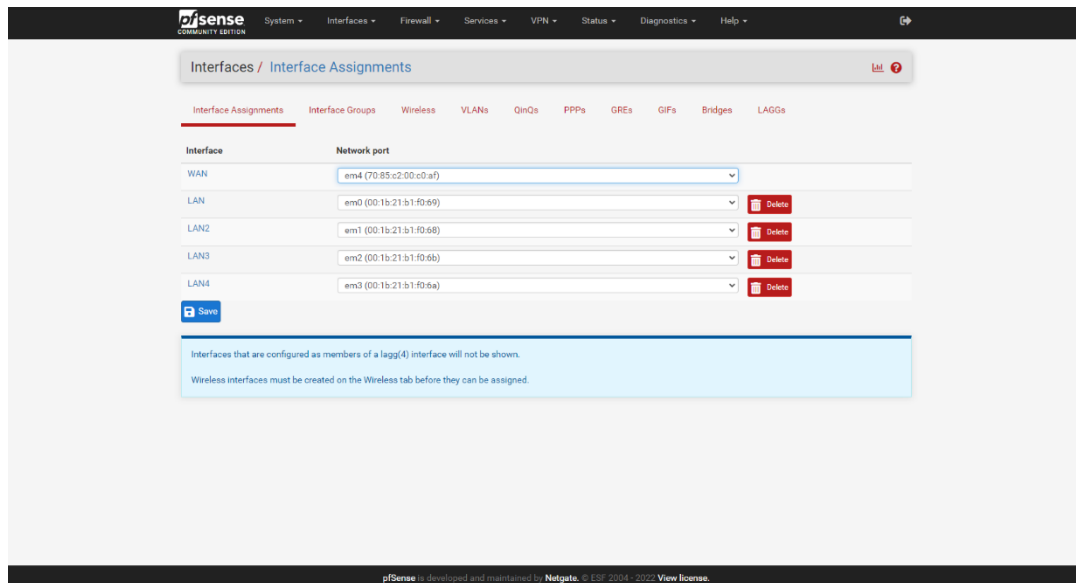 pfsense System Interfaces Firewall Services VPN Status Diagnostics Help
COMMUNITY EDITION
Interfaces / Interface Assignments
Interface Assignments Interface Groups Wireless VLANs QinQs PPPs GREs GIFs Bridges LAGGs
Interface Network port
WAN em4 (70:85:c2:00:c0:af)
LAN em0 (00:1b:21:b1:f0:69) Delete
LAN2 em1 (00:1b:21:b1:f0:68) Delete
LAN3 em2 (00:1b:21:b1:f0:6b) Delete
LAN4 em3 (00:1b:21:b1:f0:6a) Delete
Save
Interfaces that are configured as members of a lagg(4) interface will not be shown.
Wireless interfaces must be created on the Wireless tab before they can be assigned.
pfSense is developed and maintained by Netgate. © ESF 2004 - 2022 View license.